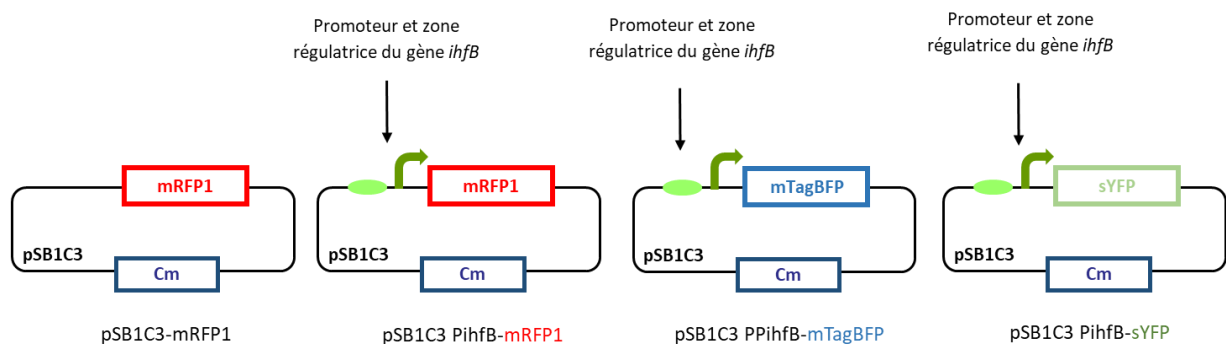 Promoteur et zone
régulatrice du gène ihfB
Promoteur et zone
régulatrice du gène ihfB
Promoteur et zone
régulatrice du gène ihfB
mRFP1
mRFP1
mTagBFP
sYFP
pSB1C3
pSB1C3
pSB1C3
pSB1C3
Cm
Cm
Cm
Cm
pSB1C3-mRFP1
pSB1C3 PihfB-mRFP1
pSB1C3 PPihfB-mTagBFP
pSB1C3 PihfB-sYFP